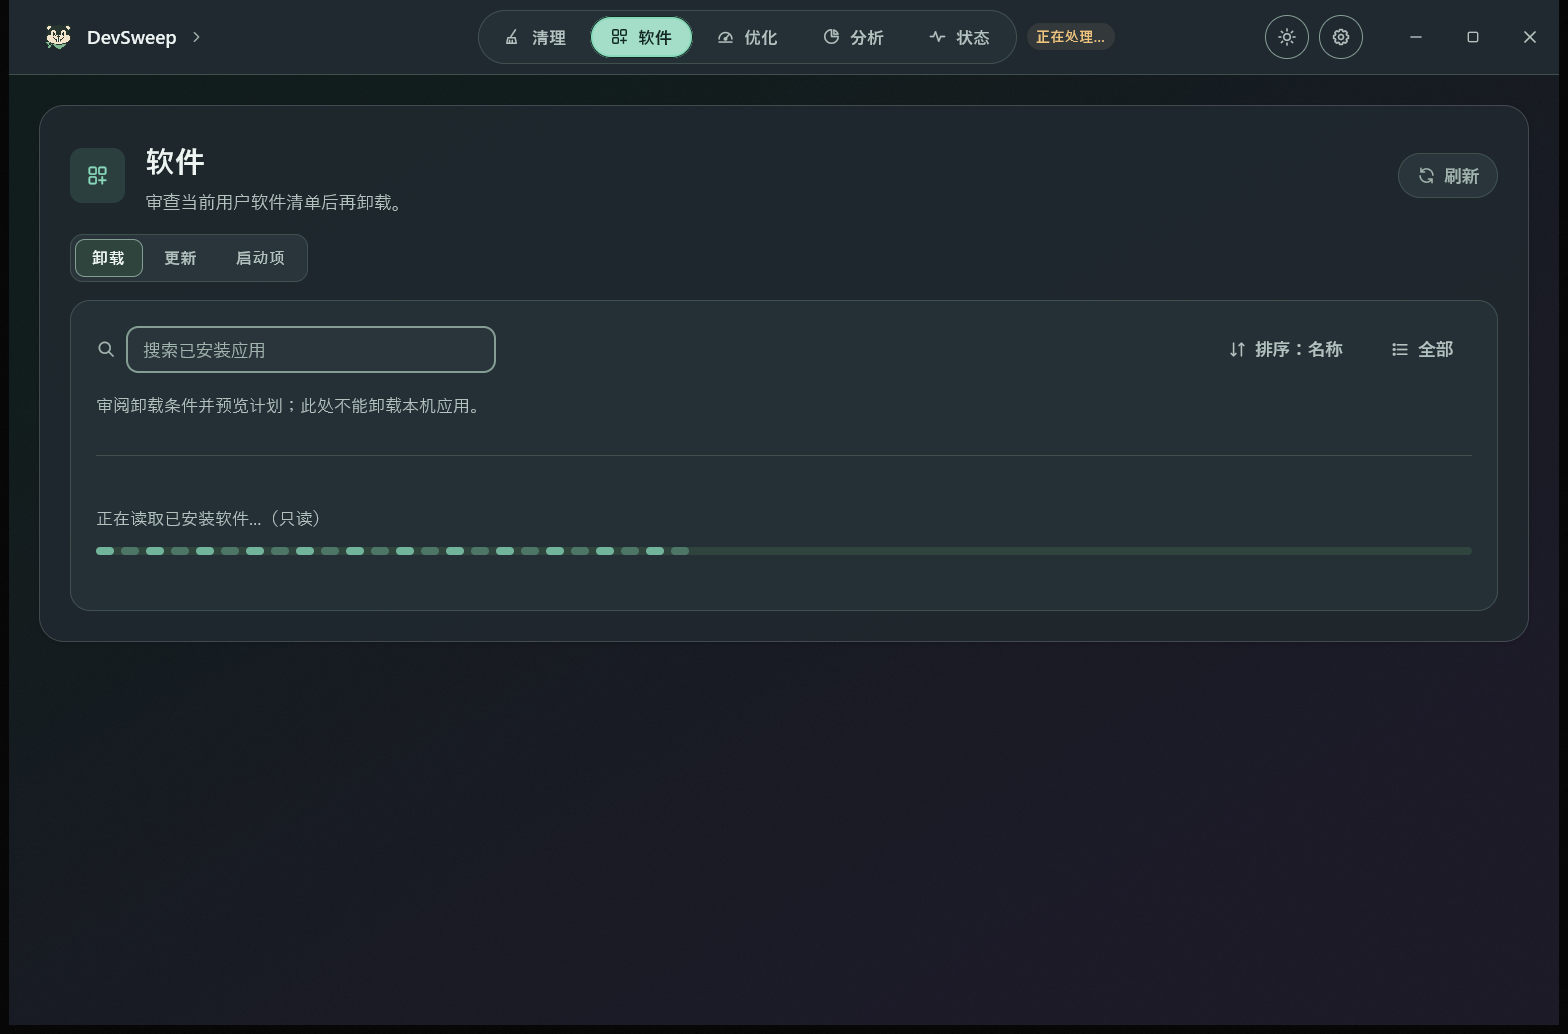 DevSweep
清理
软件
优化
分析
状态
正在处理...
软件
审查当前用户软件清单后再卸载。
刷新
卸载
更新
启动项
搜索已安装应用
排序：名称
全部
审阅卸载条件并预览计划；此处不能卸载本机应用。
正在读取已安装软件...（只读）